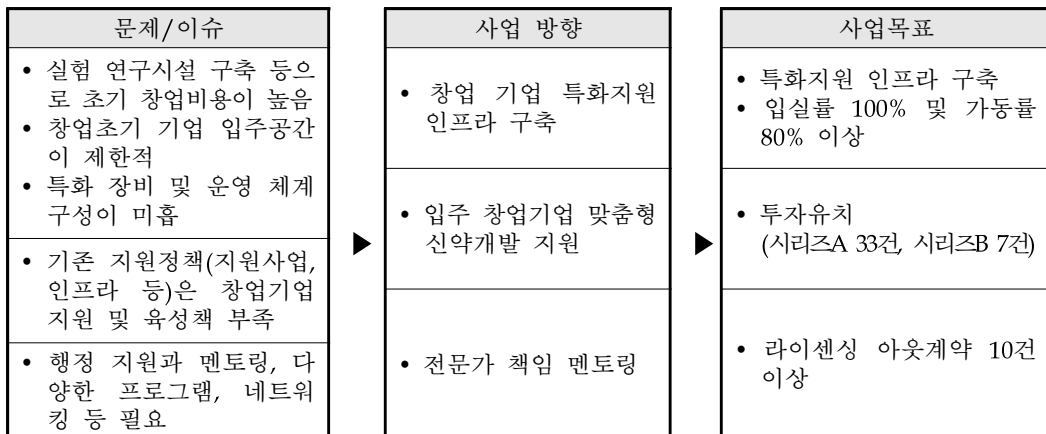 문제/이슈
• 실험 연구시설 구축 등으
로 초기 창업비용이 높음
• 창업초기 기업 입주공간
이 제한적
• 특화 장비 및 운영 체계
구성이 미흡
• 기존 지원정책(지원사업,
인프라 등)은 창업기업
지원 및 육성책 부족
• 행정 지원과 멘토링, 다
양한 프로그램, 네트워
킹 등 필요
▶
사업 방향
• 창업 기업 특화지원
인프라 구축
• 입주 창업기업 맞춤형
신약개발 지원
• 전문가 책임 멘토링
▶
사업목표
• 특화지원 인프라 구축
• 입실률 100% 및 가동률
80% 이상
• 투자유치
(시리즈A 33건, 시리즈B 7건)
• 라이센싱 아웃계약 10건
이상